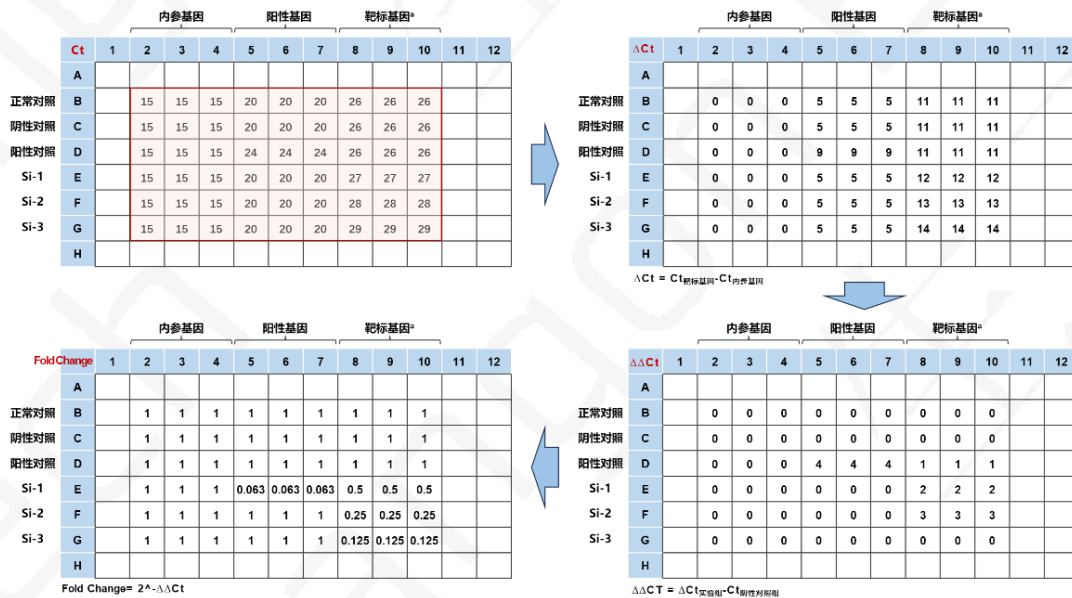 内参基因 阳性基因 靶标基因a
Ct 1 2 3 4 5 6 7 8 9 10 11 12
A
正常对照 B 15 15 15 20 20 20 26 26 26
阴性对照 C 15 15 15 20 20 20 26 26 26
阳性对照 D 15 15 15 24 24 24 26 26 26
Si-1 E 15 15 15 20 20 20 27 27 27
Si-2 F 15 15 15 20 20 20 28 28 28
Si-3 G 15 15 15 20 20 20 29 29 29
H
内参基因 阳性基因 靶标基因a
ΔCt 1 2 3 4 5 6 7 8 9 10 11 12
A
正常对照 B 0 0 0 5 5 5 11 11 11
阴性对照 C 0 0 0 5 5 5 11 11 11
阳性对照 D 0 0 0 9 9 9 11 11 11
Si-1 E 0 0 0 5 5 5 12 12 12
Si-2 F 0 0 0 5 5 5 13 13 13
Si-3 G 0 0 0 5 5 5 14 14 14
H
ΔCt = Ct靶标基因-Ct内参基因
内参基因 阳性基因 靶标基因a
Fold Change 1 2 3 4 5 6 7 8 9 10 11 12
A
正常对照 B 1 1 1 1 1 1 1 1 1
阴性对照 C 1 1 1 1 1 1 1 1 1
阳性对照 D 1 1 1 1 1 1 1 1 1
Si-1 E 1 1 1 0.063 0.063 0.063 0.5 0.5 0.5
Si-2 F 1 1 1 1 1 1 0.25 0.25 0.25
Si-3 G 1 1 1 1 1 1 0.125 0.125 0.125
H
Fold Change= 2^-ΔΔCt
内参基因 阳性基因 靶标基因a
ΔΔCt 1 2 3 4 5 6 7 8 9 10 11 12
A
正常对照 B 0 0 0 0 0 0 0 0 0
阴性对照 C 0 0 0 0 0 0 0 0 0
阳性对照 D 0 0 0 4 4 4 1 1 1
Si-1 E 0 0 0 0 0 0 2 2 2
Si-2 F 0 0 0 0 0 0 3 3 3
Si-3 G 0 0 0 0 0 0 0 0 0
H
ΔΔCT = ΔCt实验组-Ct阴性对照组